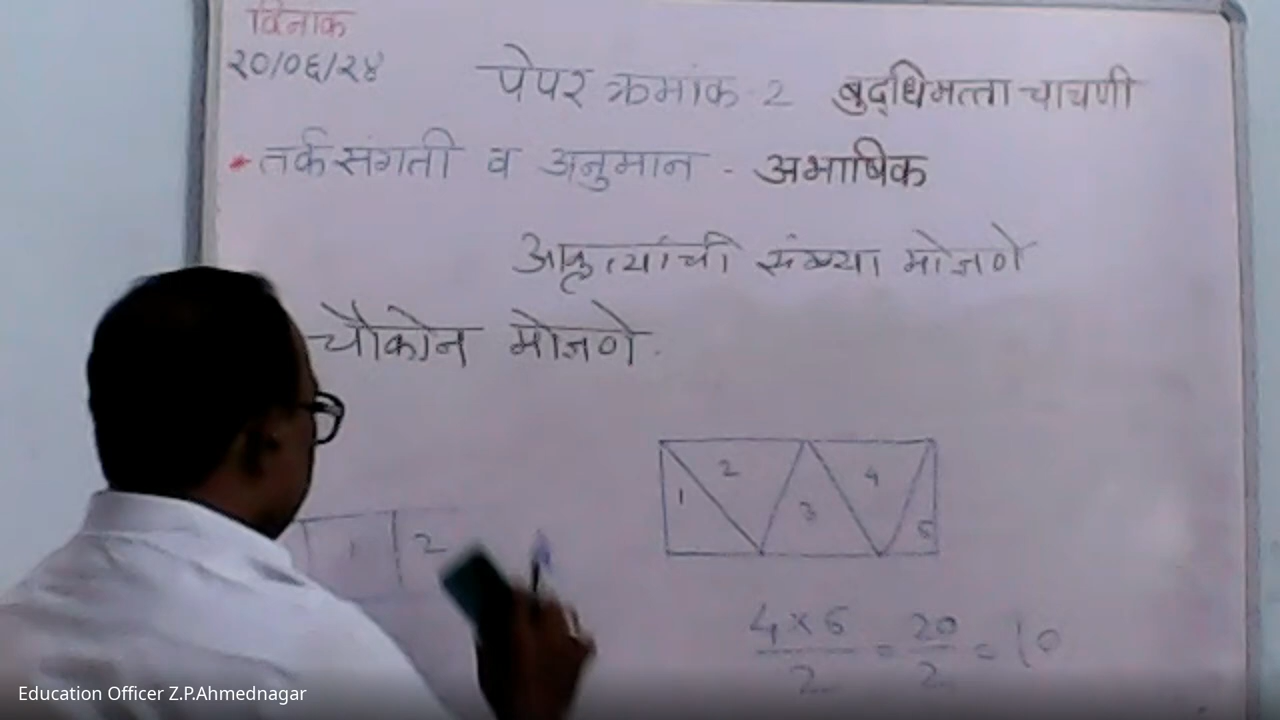 दिनांक
२०/०६/२४
पेपर क्रमांक-2 बुद्धिमत्ता चाचणी
तर्कसंगती व अनुमान - अभाषिक
आकृत्यांची संख्या मोजणे
चौकोन मोजणे.
1 2 3 4 5
1 2
4×5/2 = 20/2 = 10
Education Officer Z.P.Ahmednagar